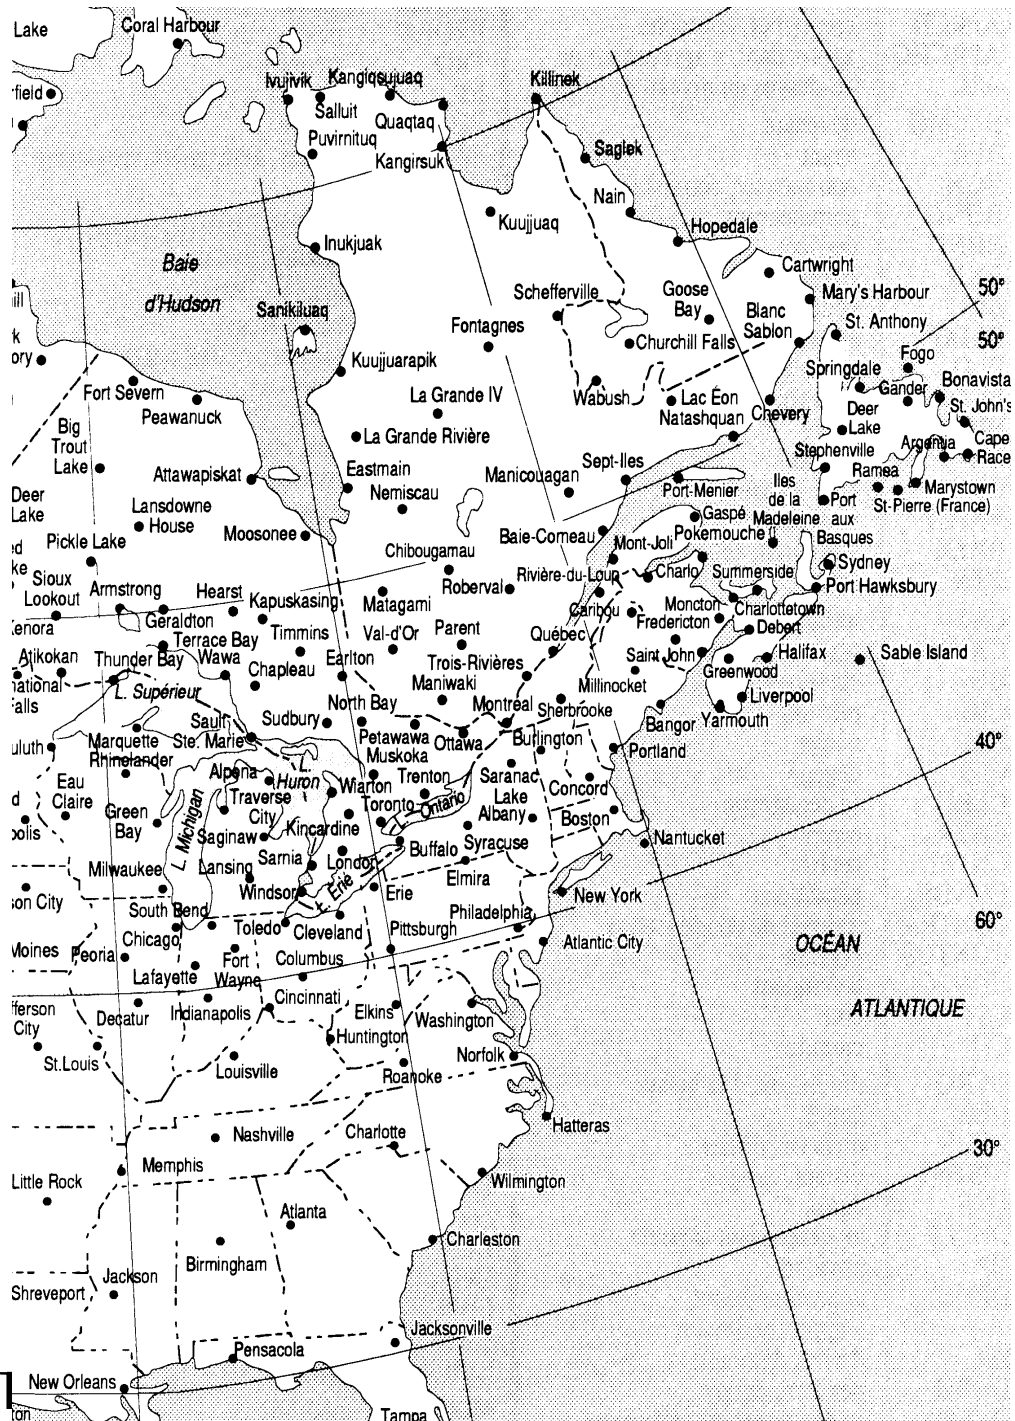 Lake
Coral Harbour
rfield
Ivujivik
Kangiqsujuaq
Killinek
Salluit
Quaqtaq
Puvirnituq
Kangirsuk
Saglek
Nain
Kuujjuaq
Hopedale
Inukjuak
Baie
d'Hudson
Cartwright
Schefferville
Goose
Bay
Mary's Harbour
50°
ill
Sanikiluaq
Fontagnes
Blanc
Sablon
St. Anthony
50°
Churchill Falls
Kuujjuarapik
Fogo
Springdale
Bonavista
Fort Severn
Peawanuck
La Grande IV
Wabush
Lac Éon
Natashquan
Chevery
Gander
St. John's
Big
Trout
Lake
La Grande Rivière
Deer
Lake
Argentia
Cape
Race
Attawapiskat
Eastmain
Nemiscau
Manicouagan
Sept-Iles
Port-Menier
Stephenville
Ramea
Marystown
St-Pierre (France)
Deer
Lake
Lansdowne
House
Iles
de la
Madeleine
Port
aux
Basques
Gaspé
Pickle Lake
Moosonee
Chibougamau
Baie-Comeau
Mont-Joli
Pokemouche
Sydney
Sioux
Lookout
Armstrong
Hearst
Kapuskasing
Matagami
Roberval
Rivière-du-Loup
Charlo
Summerside
Port Hawksbury
Geraldton
Caribou
Moncton
Charlottetown
Fredericton
Debert
enora
Terrace Bay
Timmins
Val-d'Or
Parent
Québec
Atikokan
Thunder Bay
Wawa
Chapleau
Earlton
Trois-Rivières
Saint John
Halifax
Sable Island
Greenwood
national
Falls
L. Supérieur
Maniwaki
Millinocket
Liverpool
Sault
Ste. Marie
Sudbury
North Bay
Montréal
Sherbrooke
Bangor
Yarmouth
uluth
Marquette
Rhinelander
Petawawa
Muskoka
Ottawa
Burlington
Portland
40°
Eau
Claire
Alpena
L.
Huron
Wiarton
Trenton
Saranac
Lake
Concord
Green
Bay
L. Michigan
Traverse
City
Toronto
L. Ontario
Albany
Boston
Saginaw
Kincardine
Nantucket
Milwaukee
Lansing
Sarnia
London
Buffalo
Syracuse
Windsor
L. Érié
Erie
Elmira
New York
son City
South Bend
Philadelphia
60°
Chicago
Toledo
Cleveland
Pittsburgh
Atlantic City
OCÉAN
Moines
Peoria
Lafayette
Fort
Wayne
Columbus
ATLANTIQUE
fferson
City
Decatur
Indianapolis
Cincinnati
Elkins
Washington
St.Louis
Louisville
Huntington
Roanoke
Norfolk
Hatteras
Nashville
Charlotte
30°
Little Rock
Memphis
Wilmington
Atlanta
Charleston
Birmingham
Jackson
Shreveport
Jacksonville
Pensacola
New Orleans
Tampa